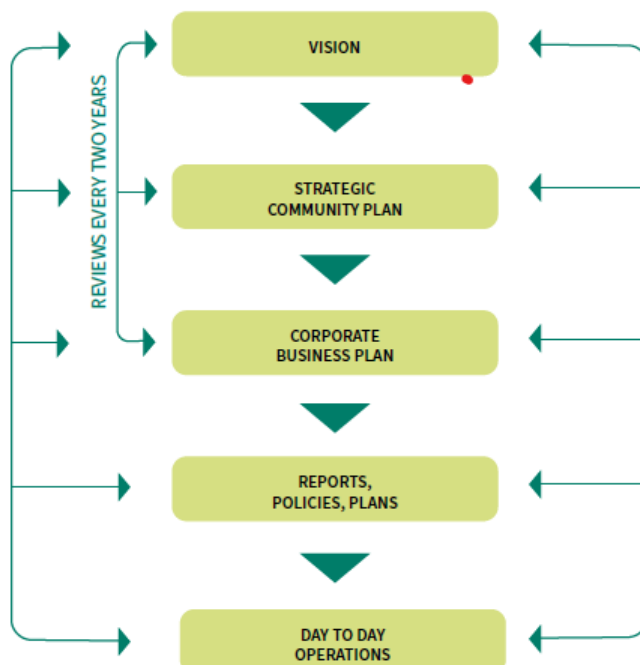 REVIEWS EVERY TWO YEARS
VISION
STRATEGIC
COMMUNITY PLAN
CORPORATE
BUSINESS PLAN
REPORTS,
POLICIES, PLANS
DAY TO DAY
OPERATIONS